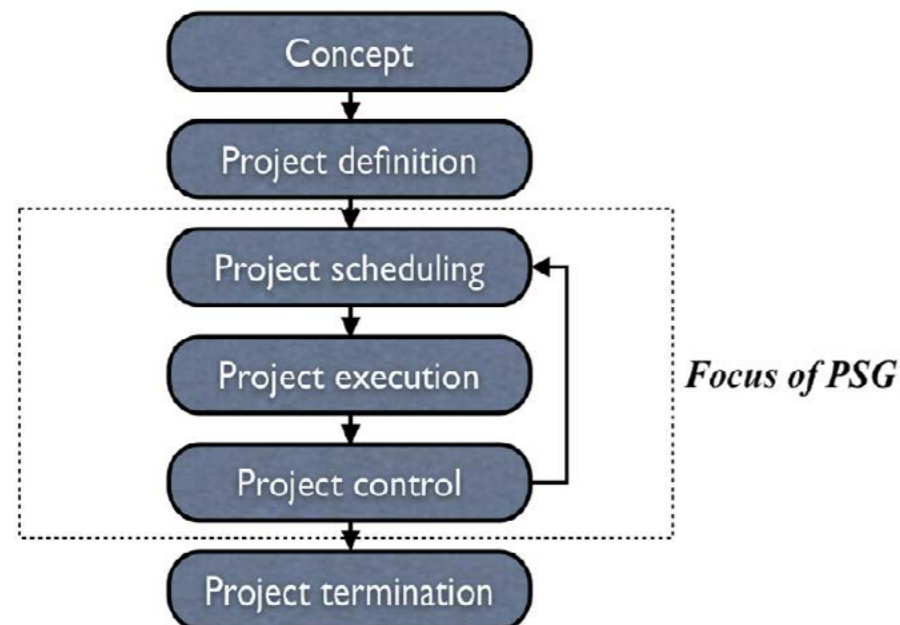 Concept
Project definition
Project scheduling
Project execution
Focus of PSG
Project control
Project termination